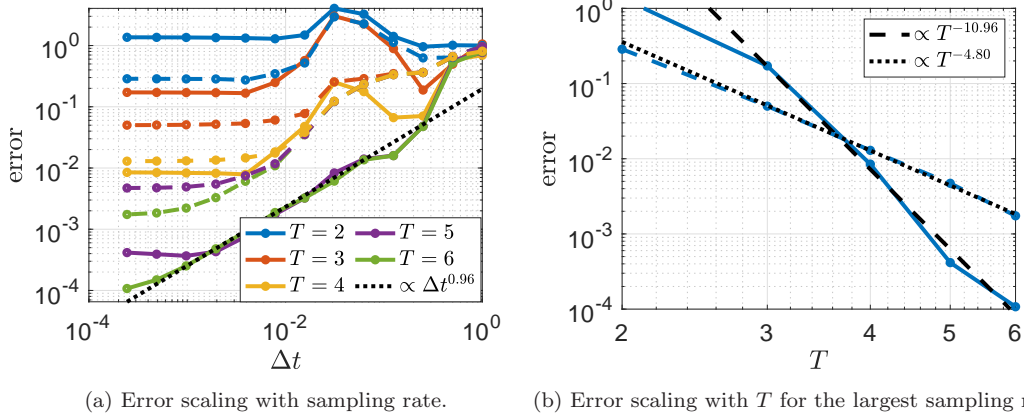 10^0
10^-1
10^-2
10^-3
10^-4
error
10^-4
10^-2
10^0
Δt
T = 2
T = 3
T = 4
T = 5
T = 6
∝ Δt^0.96
(a) Error scaling with sampling rate.
10^0
10^-1
10^-2
10^-3
10^-4
error
2
3
4
5
6
T
∝ T^-10.96
∝ T^-4.80
(b) Error scaling with T for the largest sampling